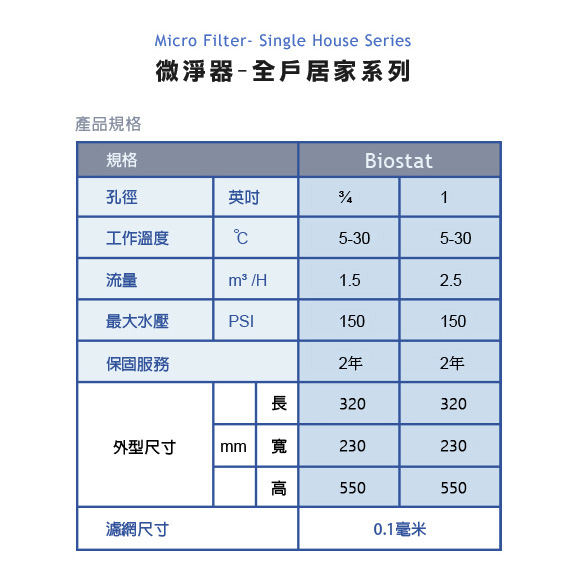 Micro Filter- Single House Series
微淨器-全戶居家系列
產品規格
規格 Biostat
孔徑 英吋 ¾ 1
工作溫度 ℃ 5-30 5-30
流量 m³ /H 1.5 2.5
最大水壓 PSI 150 150
保固服務 2年 2年
長 320 320
外型尺寸 mm 寬 230 230
高 550 550
濾網尺寸 0.1毫米